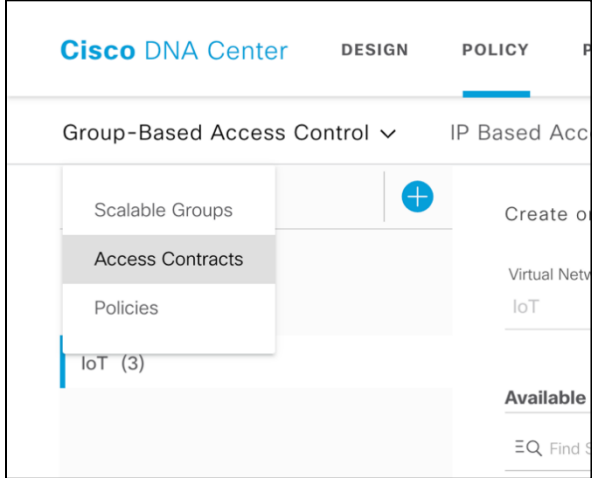 Cisco DNA Center DESIGN POLICY
Group-Based Access Control IP Based Acc
Scalable Groups
Create
Access Contracts
Virtual Netw
Policies
IoT
IoT (3)
Available
Find